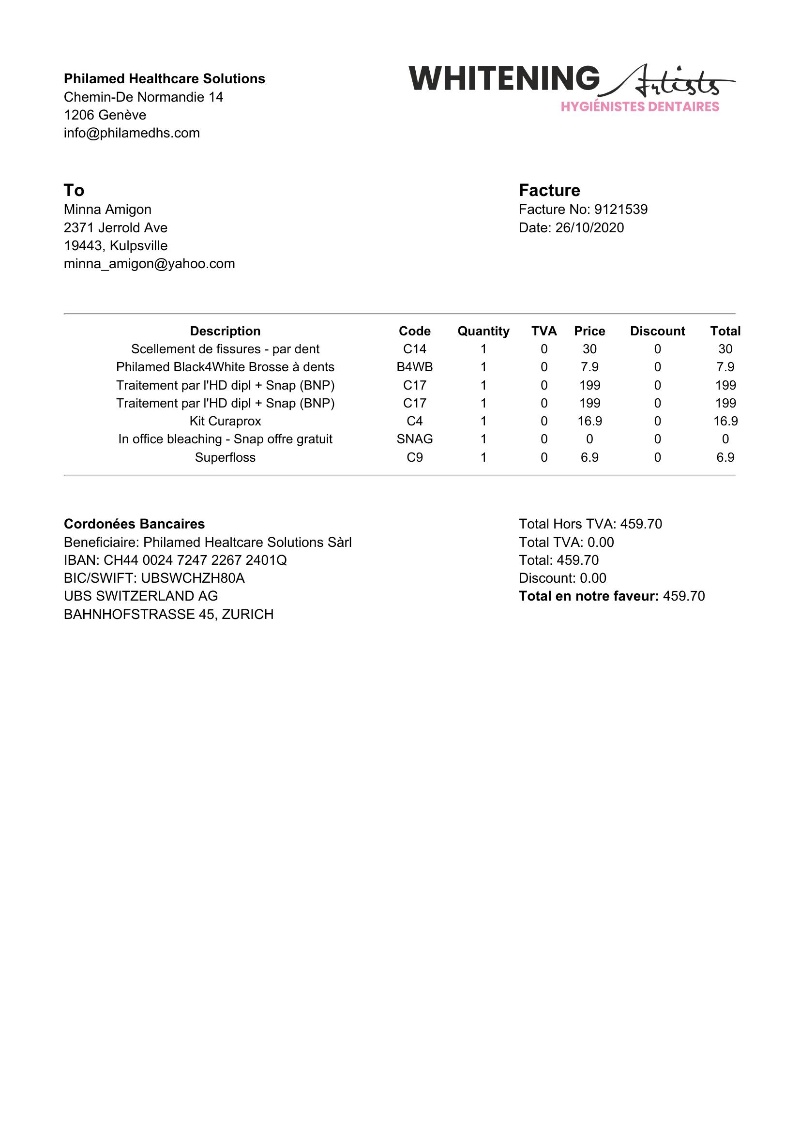 Philamed Healthcare Solutions
Chemin-De Normandie 14
1206 Genève
info@philamedhs.com
WHITENING Artists
HYGIÉNISTES DENTAIRES
To
Minna Amigon
2371 Jerrold Ave
19443, Kulpsville
minna_amigon@yahoo.com
Facture
Facture No: 9121539
Date: 26/10/2020
Description Code Quantity TVA Price Discount Total
Scellement de fissures - par dent C14 1 0 30 0 30
Philamed Black4White Brosse à dents B4WB 1 0 7.9 0 7.9
Traitement par l'HD dipl + Snap (BNP) C17 1 0 199 0 199
Traitement par l'HD dipl + Snap (BNP) C17 1 0 199 0 199
Kit Curaprox C4 1 0 16.9 0 16.9
In office bleaching - Snap offre gratuit SNAG 1 0 0 0 0
Superfloss C9 1 0 6.9 0 6.9
Cordonées Bancaires
Beneficiaire: Philamed Healtcare Solutions Sàrl
IBAN: CH44 0024 7247 2267 2401Q
BIC/SWIFT: UBSWCHZH80A
UBS SWITZERLAND AG
BAHNHOFSTRASSE 45, ZURICH
Total Hors TVA: 459.70
Total TVA: 0.00
Total: 459.70
Discount: 0.00
Total en notre faveur: 459.70